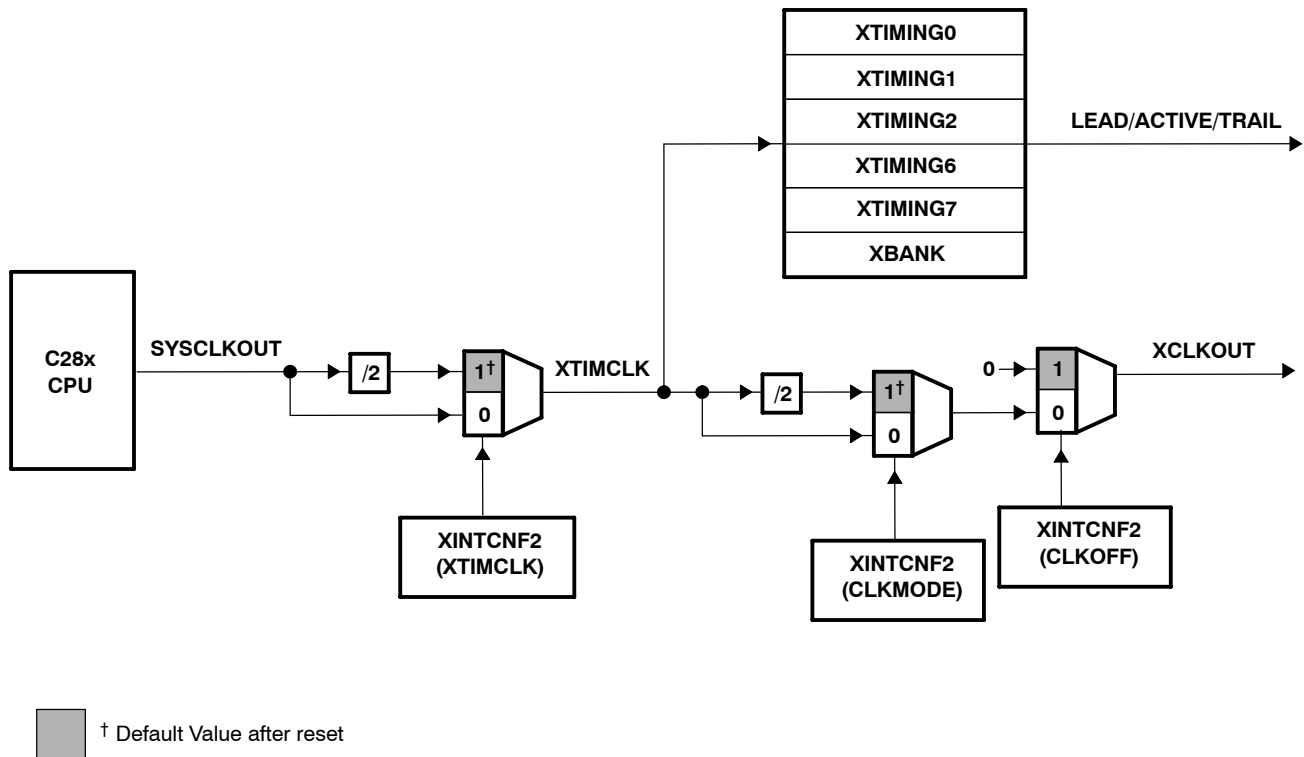 XTIMING0
XTIMING1
XTIMING2
XTIMING6
XTIMING7
XBANK
LEAD/ACTIVE/TRAIL
C28x
CPU
SYSCLKOUT
/2
1†
0
XTIMCLK
XINTCNF2
(XTIMCLK)
/2
1†
0
XINTCNF2
(CLKMODE)
0
1
0
XCLKOUT
XINTCNF2
(CLKOFF)
† Default Value after reset